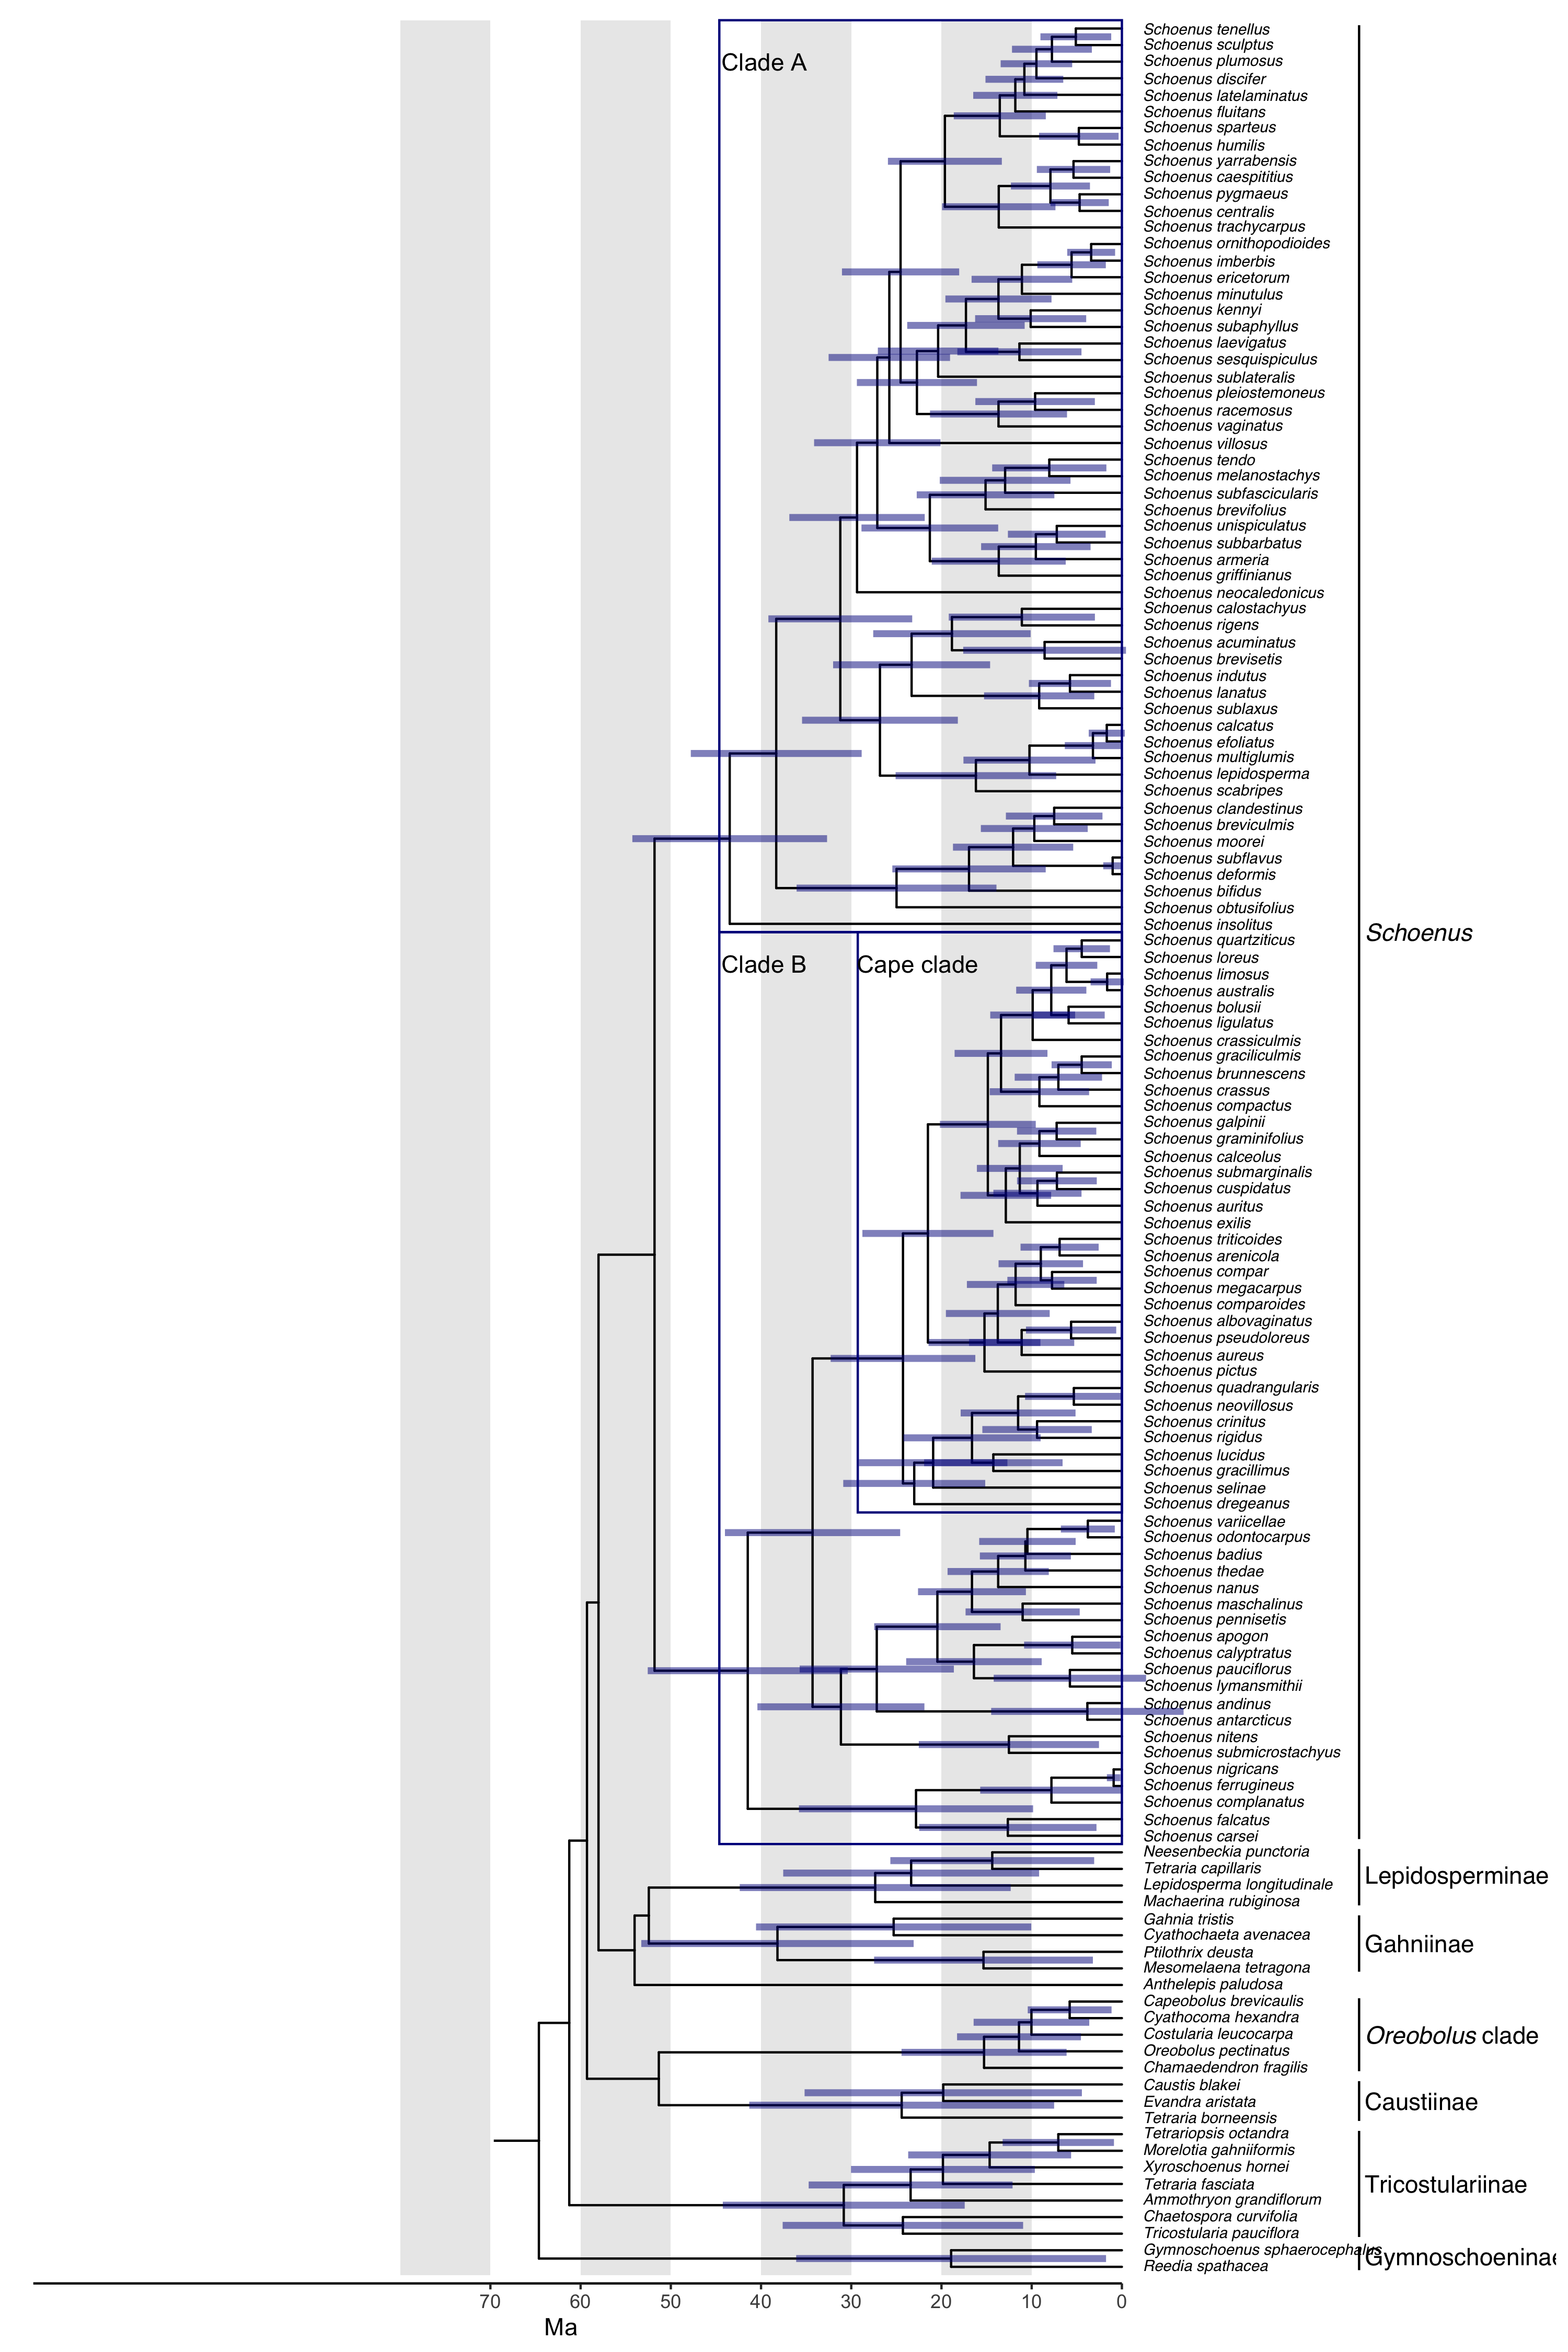 Clade A
Schoenus tenellus
Schoenus sculptus
Schoenus plumosus
Schoenus discifer
Schoenus latelaminatus
Schoenus fluitans
Schoenus sparteus
Schoenus humilis
Schoenus yarrabensis
Schoenus caespititius
Schoenus pygmaeus
Schoenus centralis
Schoenus trachycarpus
Schoenus ornithopodioides
Schoenus imberbis
Schoenus ericetorum
Schoenus minutulus
Schoenus kennyi
Schoenus subaphyllus
Schoenus laevigatus
Schoenus sesquispiculus
Schoenus sublateralis
Schoenus pleiostemoneus
Schoenus racemosus
Schoenus vaginatus
Schoenus villosus
Schoenus tendo
Schoenus melanostachys
Schoenus subfascicularis
Schoenus brevifolius
Schoenus unispiculatus
Schoenus subbarbatus
Schoenus armeria
Schoenus griffinianus
Schoenus neocaledonicus
Schoenus calostachyus
Schoenus rigens
Schoenus acuminatus
Schoenus brevisetis
Schoenus indutus
Schoenus lanatus
Schoenus sublaxus
Schoenus calcatus
Schoenus efoliatus
Schoenus multiglumis
Schoenus lepidosperma
Schoenus scabripes
Schoenus clandestinus
Schoenus breviculmis
Schoenus moorei
Schoenus subflavus
Schoenus deformis
Schoenus bifidus
Schoenus obtusifolius
Schoenus insolitus
Schoenus
Clade B
Cape clade
Schoenus quartziticus
Schoenus loreus
Schoenus limosus
Schoenus australis
Schoenus bolusii
Schoenus ligulatus
Schoenus crassiculmis
Schoenus graciliculmis
Schoenus brunnescens
Schoenus crassus
Schoenus compactus
Schoenus galpinii
Schoenus graminifolius
Schoenus calceolus
Schoenus submarginalis
Schoenus cuspidatus
Schoenus auritus
Schoenus exilis
Schoenus triticoides
Schoenus arenicola
Schoenus compar
Schoenus megacarpus
Schoenus comparoides
Schoenus albovaginatus
Schoenus pseudoloreus
Schoenus aureus
Schoenus pictus
Schoenus quadrangularis
Schoenus neovillosus
Schoenus crinitus
Schoenus rigidus
Schoenus lucidus
Schoenus gracillimus
Schoenus selinae
Schoenus dregeanus
Schoenus variicellae
Schoenus odontocarpus
Schoenus badius
Schoenus thedae
Schoenus nanus
Schoenus maschalinus
Schoenus pennisetis
Schoenus apogon
Schoenus calyptratus
Schoenus pauciflorus
Schoenus lymansmithii
Schoenus andinus
Schoenus antarcticus
Schoenus nitens
Schoenus submicrostachyus
Schoenus nigricans
Schoenus ferrugineus
Schoenus complanatus
Schoenus falcatus
Schoenus carsei
Neesenbeckia punctoria
Tetraria capillaris
Lepidosperma longitudinale
Machaerina rubiginosa
Lepidosperminae
Gahnia tristis
Cyathochaeta avenacea
Ptilothrix deusta
Mesomelaena tetragona
Gahniinae
Anthelepis paludosa
Capeobolus brevicaulis
Cyathocoma hexandra
Costularia leucocarpa
Oreobolus pectinatus
Chamaedendron fragilis
Oreobolus clade
Caustis blakei
Evandra aristata
Tetraria borneensis
Caustiinae
Tetrariopsis octandra
Morelotia gahniiformis
Xyroschoenus hornei
Tetraria fasciata
Ammothryon grandiflorum
Chaetospora curvifolia
Tricostularia pauciflora
Tricostulariinae
Gymnoschoenus sphaerocephalus
Reedia spathacea
Gymnoschoeninae
70 60 50 40 30 20 10 0
Ma